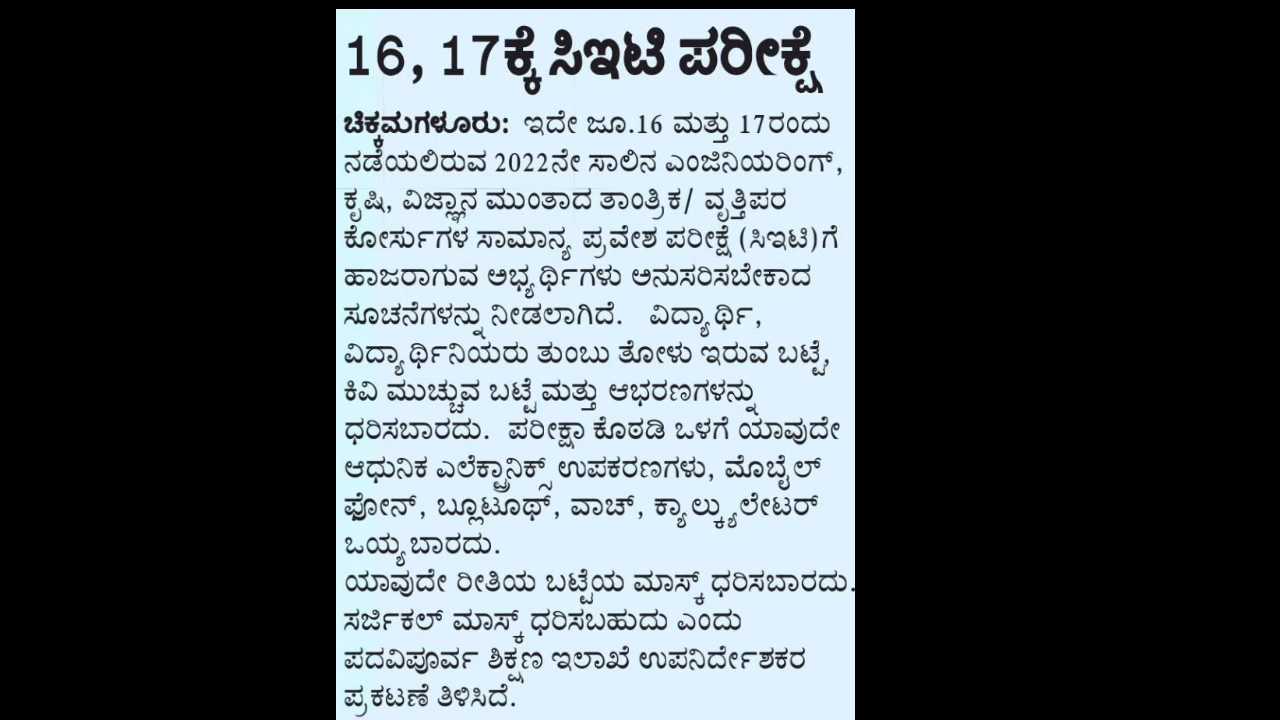 16, 17ಕ್ಕೆ ಸಿಇಟಿ ಪರೀಕ್ಷೆ
ಚಿಕ್ಕಮಗಳೂರು: ಇದೇ ಜೂ.16 ಮತ್ತು 17ರಂದು
ನಡೆಯಲಿರುವ 2022ನೇ ಸಾಲಿನ ಎಂಜಿನಿಯರಿಂಗ್,
ಕೃಷಿ, ವಿಜ್ಞಾನ ಮುಂತಾದ ತಾಂತ್ರಿಕ/ ವೃತ್ತಿಪರ
ಕೋರ್ಸುಗಳ ಸಾಮಾನ್ಯ ಪ್ರವೇಶ ಪರೀಕ್ಷೆ (ಸಿಇಟಿ)ಗೆ
ಹಾಜರಾಗುವ ಅಭ್ಯರ್ಥಿಗಳು ಅನುಸರಿಸಬೇಕಾದ
ಸೂಚನೆಗಳನ್ನು ನೀಡಲಾಗಿದೆ. ವಿದ್ಯಾರ್ಥಿ,
ವಿದ್ಯಾರ್ಥಿನಿಯರು ತುಂಬು ತೋಳು ಇರುವ ಬಟ್ಟೆ,
ಕಿವಿ ಮುಚ್ಚುವ ಬಟ್ಟೆ ಮತ್ತು ಆಭರಣಗಳನ್ನು
ಧರಿಸಬಾರದು. ಪರೀಕ್ಷಾ ಕೊಠಡಿ ಒಳಗೆ ಯಾವುದೇ
ಆಧುನಿಕ ಎಲೆಕ್ಟ್ರಾನಿಕ್ಸ್ ಉಪಕರಣಗಳು, ಮೊಬೈಲ್
ಫೋನ್, ಬ್ಲೂಟೂಥ್, ವಾಚ್, ಕ್ಯಾಲ್ಕ್ಯುಲೇಟರ್
ಒಯ್ಯಬಾರದು.
ಯಾವುದೇ ರೀತಿಯ ಬಟ್ಟೆಯ ಮಾಸ್ಕ್ ಧರಿಸಬಾರದು.
ಸರ್ಜಿಕಲ್ ಮಾಸ್ಕ್ ಧರಿಸಬಹುದು ಎಂದು
ಪದವಿಪೂರ್ವ ಶಿಕ್ಷಣ ಇಲಾಖೆ ಉಪನಿರ್ದೇಶಕರ
ಪ್ರಕಟಣೆ ತಿಳಿಸಿದೆ.